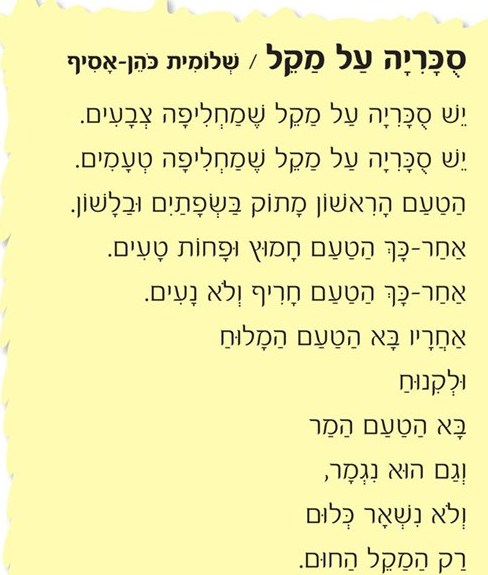 סֻכָּרִיָּה עַל מַקֵּל / שְׁלוֹמִית כֹּהֵן-אָסִיף
יֵשׁ סֻכָּרִיָּה עַל מַקֵּל שֶׁמַּחְלִיפָה צְבָעִים.
יֵשׁ סֻכָּרִיָּה עַל מַקֵּל שֶׁמַּחְלִיפָה טְעָמִים.
הַטַּעַם הָרִאשׁוֹן מָתוֹק בַּשְּׂפָתַיִם וּבַלָּשׁוֹן.
אַחַר-כָּךְ הַטַּעַם חָמוּץ וּפָחוֹת טָעִים.
אַחַר-כָּךְ הַטַּעַם חָרִיף וְלֹא נָעִים.
אַחֲרָיו בָּא הַטַּעַם הַמָּלוּחַ
וּלְקִנּוּחַ
בָּא הַטַּעַם הַמַּר
וְגַם הוּא נִגְמָר,
וְלֹא נִשְׁאָר כְּלוּם
רַק הַמַּקֵּל הַחוּם.